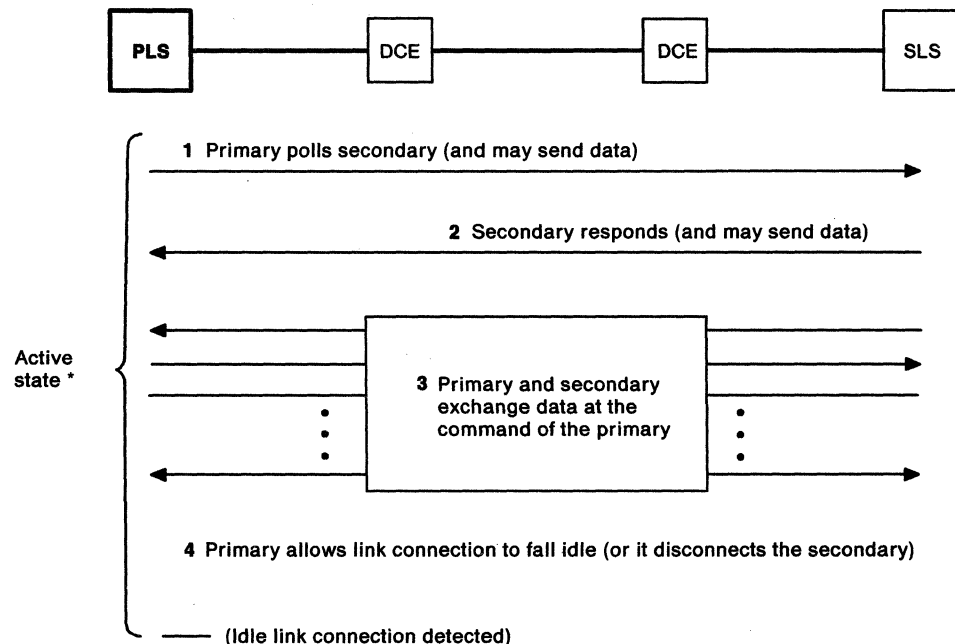 PLS DCE DCE SLS
1 Primary polls secondary (and may send data)
2 Secondary responds (and may send data)
Active
state *
3 Primary and secondary
exchange data at the
command of the primary
4 Primary allows link connection to fall idle (or it disconnects the secondary)
(Idle link connection detected)